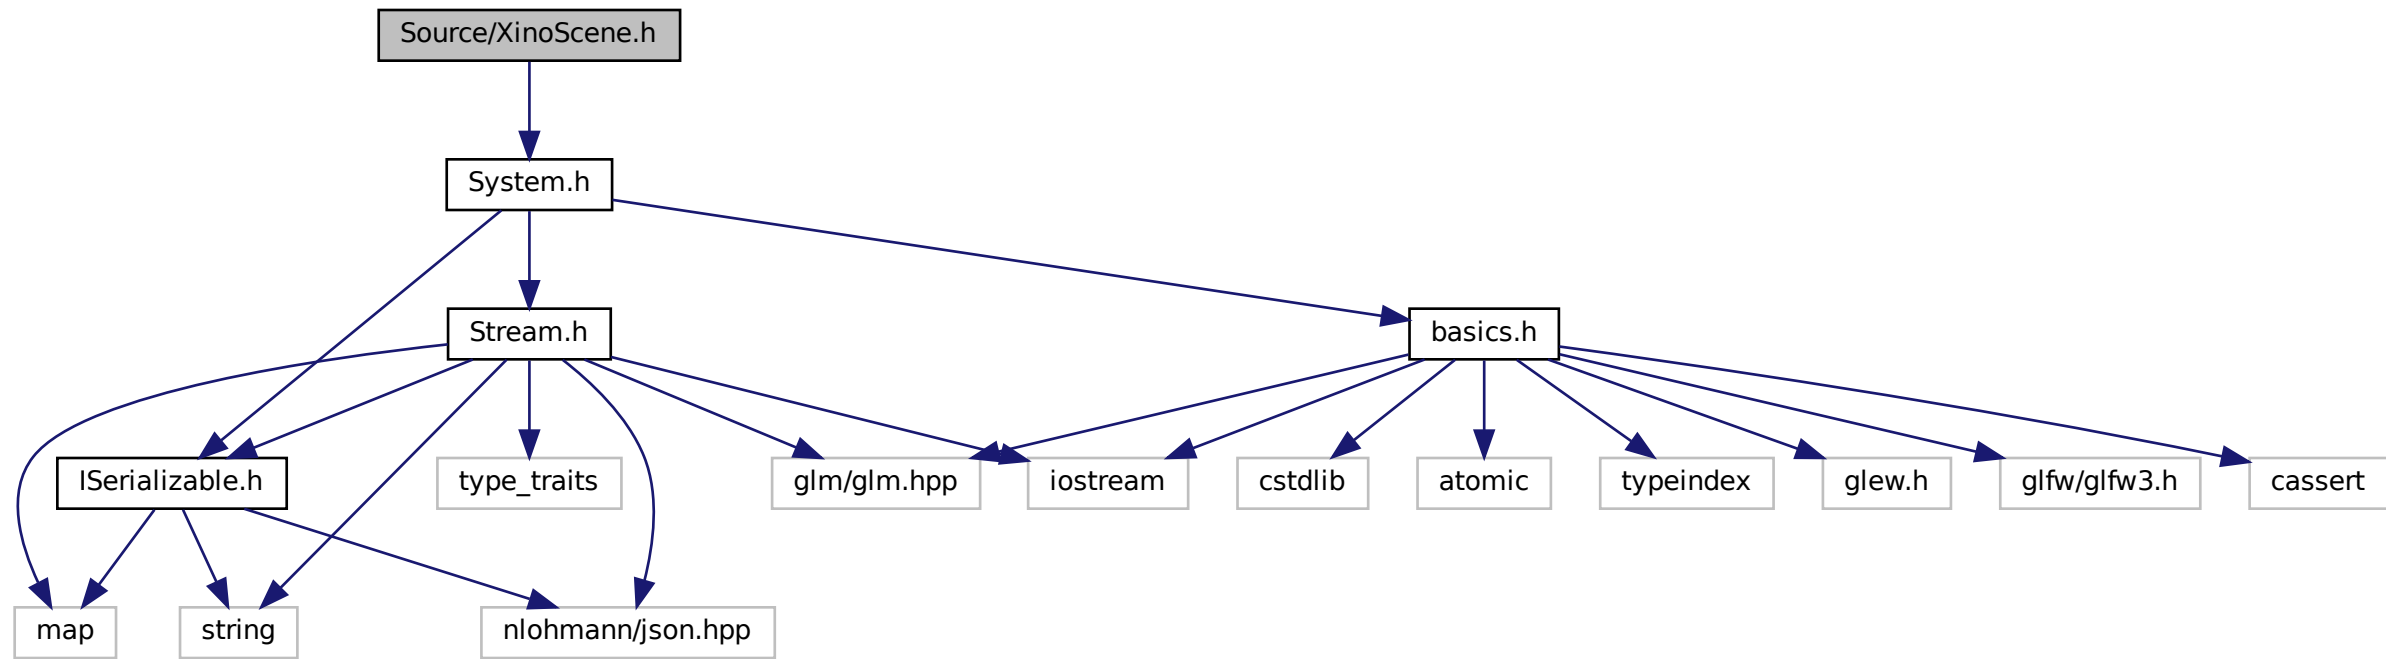 Source/XinoScene.h
System.h
Stream.h
basics.h
ISerializable.h
type_traits
glm/glm.hpp
iostream
cstdlib
atomic
typeindex
glew.h
glfw/glfw3.h
cassert
map
string
nlohmann/json.hpp